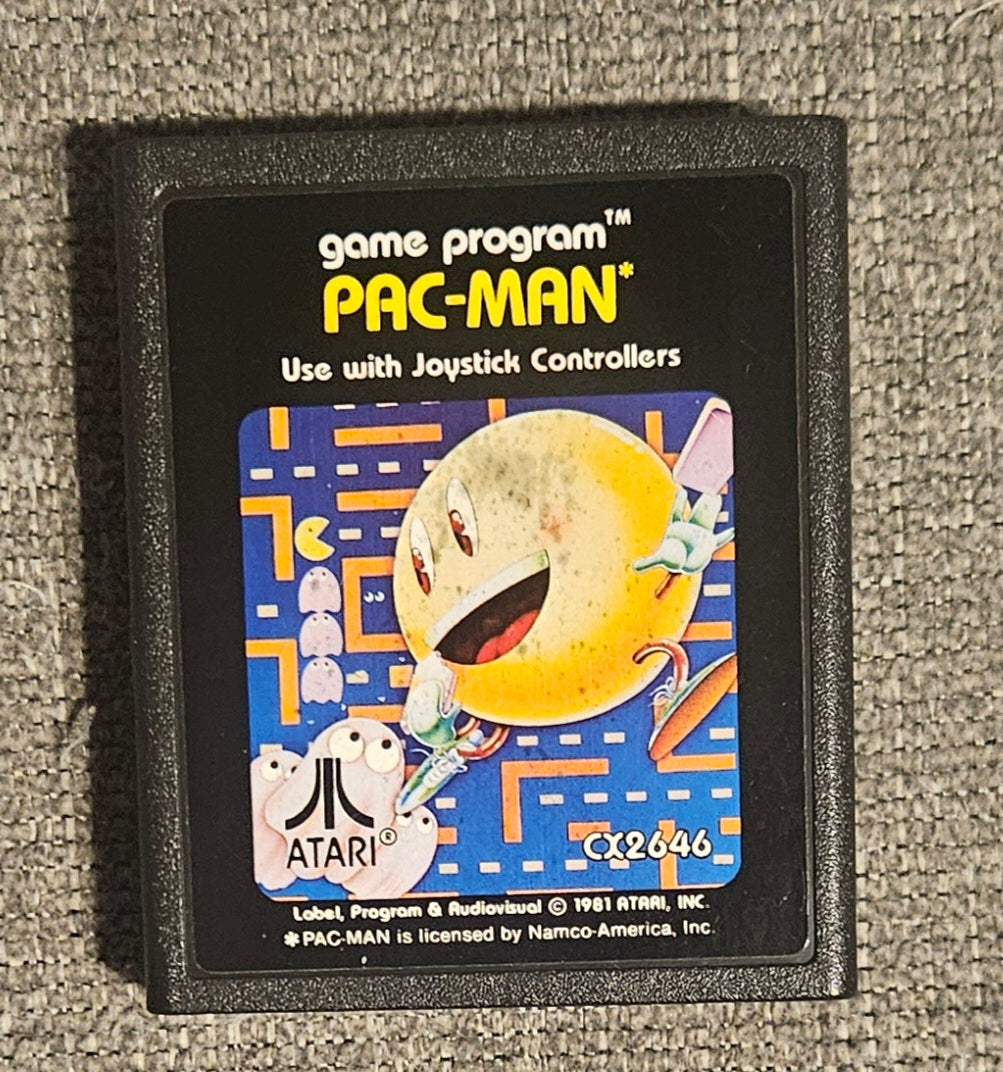 game program™
PAC-MAN*
Use with Joystick Controllers
ATARI®
CX2646
Label, Program & Audiovisual © 1981 ATARI, INC.
*PAC-MAN is licensed by Namco-America, Inc.